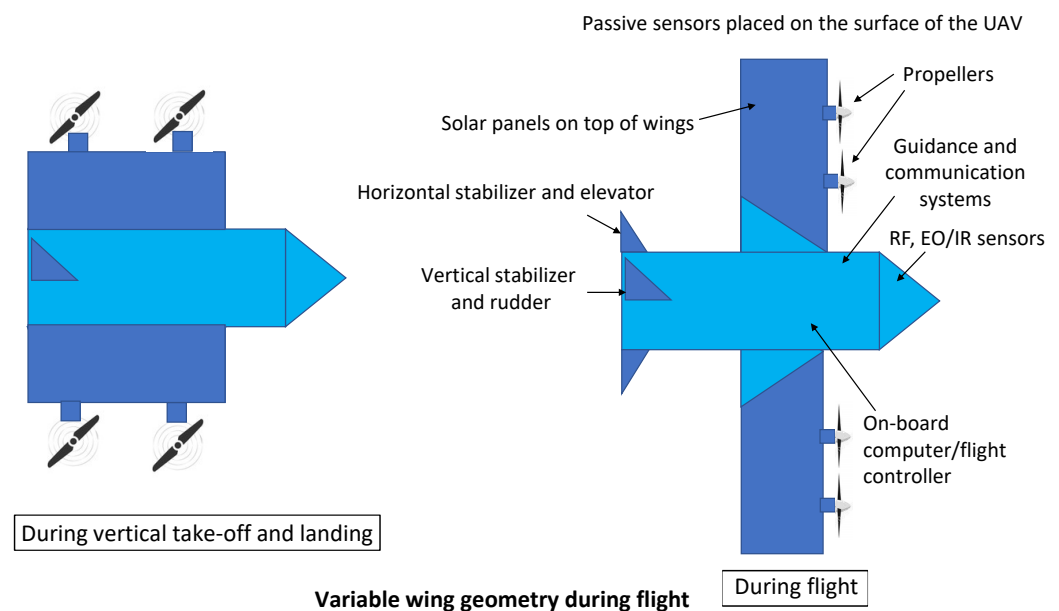 Passive sensors placed on the surface of the UAV
Propellers
Solar panels on top of wings
Guidance and
communication
systems
Horizontal stabilizer and elevator
RF, EO/IR sensors
Vertical stabilizer
and rudder
On-board
computer/flight
controller
During vertical take-off and landing
During flight
Variable wing geometry during flight